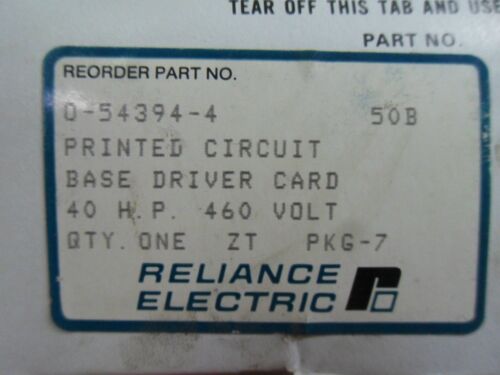 TEAR OFF THIS TAB AND USE
PART NO.
REORDER PART NO.
0-54394-4 50B
PRINTED CIRCUIT
BASE DRIVER CARD
40 H.P. 460 VOLT
QTY. ONE ZT PKG-7
RELIANCE
ELECTRIC